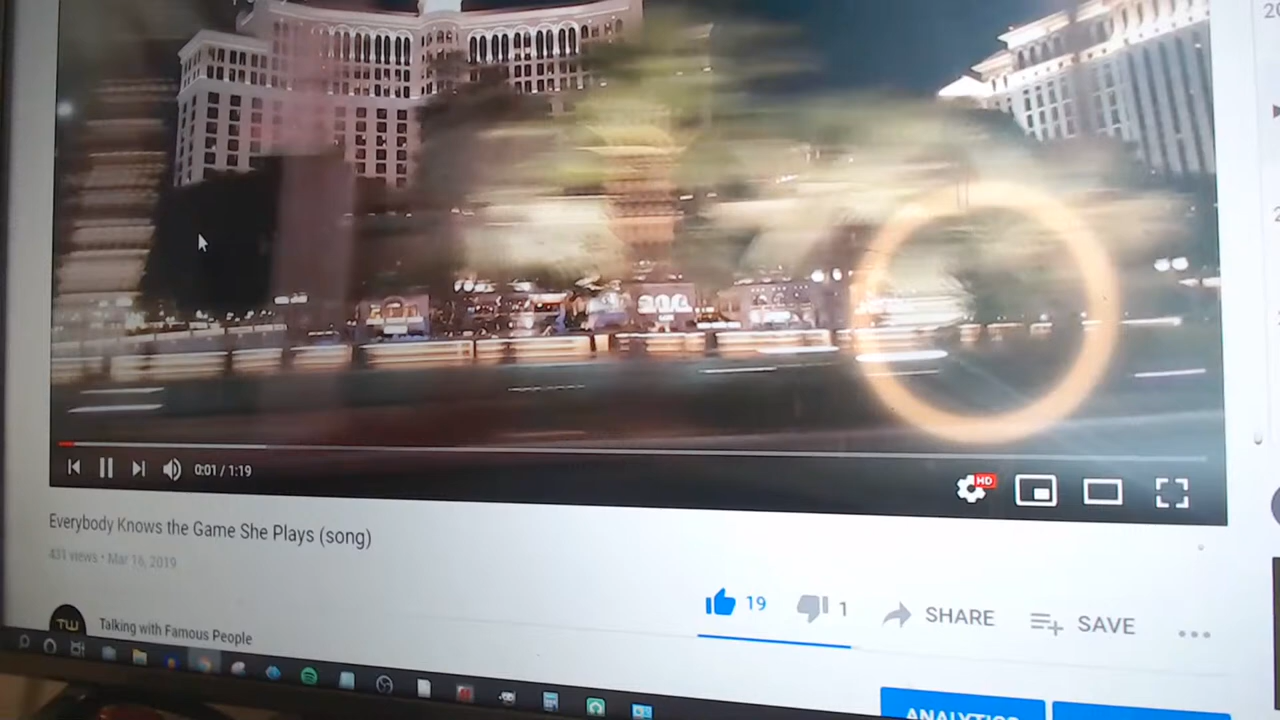 0:01 / 1:19
HD
Everybody Knows the Game She Plays (song)
431 views • Mar 16, 2019
19
1
SHARE
SAVE
TW
Talking with Famous People
ANALYTICS